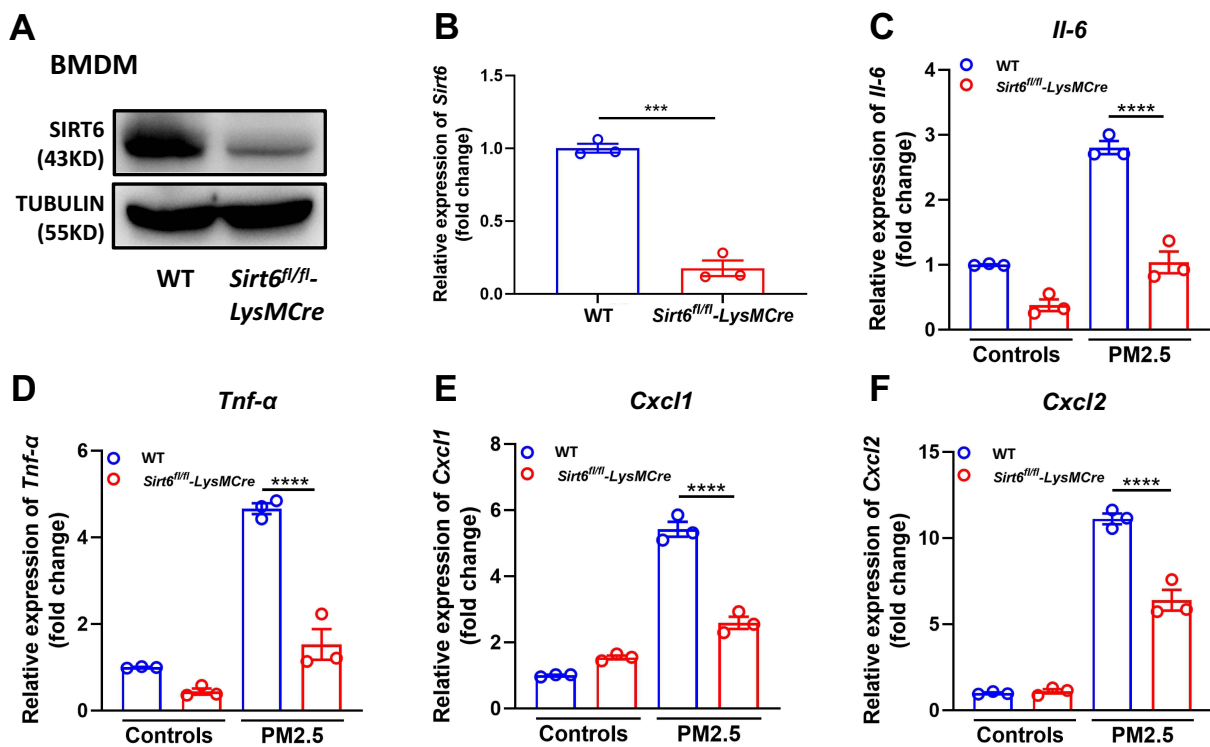 A
BMDM
SIRT6
(43KD)
TUBULIN
(55KD)
WT
Sirt6fl/fl-
LysMCre
B
Relative expression of Sirt6
(fold change)
1.5
1.0
0.5
0.0
***
WT
Sirt6fl/fl-LysMCre
C
Il-6
Relative expression of Il-6
(fold change)
WT
Sirt6fl/fl-LysMCre
4
3
2
1
0
****
Controls
PM2.5
D
Tnf-α
Relative expression of Tnf-α
(fold change)
WT
Sirt6fl/fl-LysMCre
6
4
2
0
****
Controls
PM2.5
E
Cxcl1
Relative expression of Cxcl1
(fold change)
WT
Sirt6fl/fl-LysMCre
8
6
4
2
0
****
Controls
PM2.5
F
Cxcl2
Relative expression of Cxcl2
(fold change)
WT
Sirt6fl/fl-LysMCre
15
10
5
0
****
Controls
PM2.5